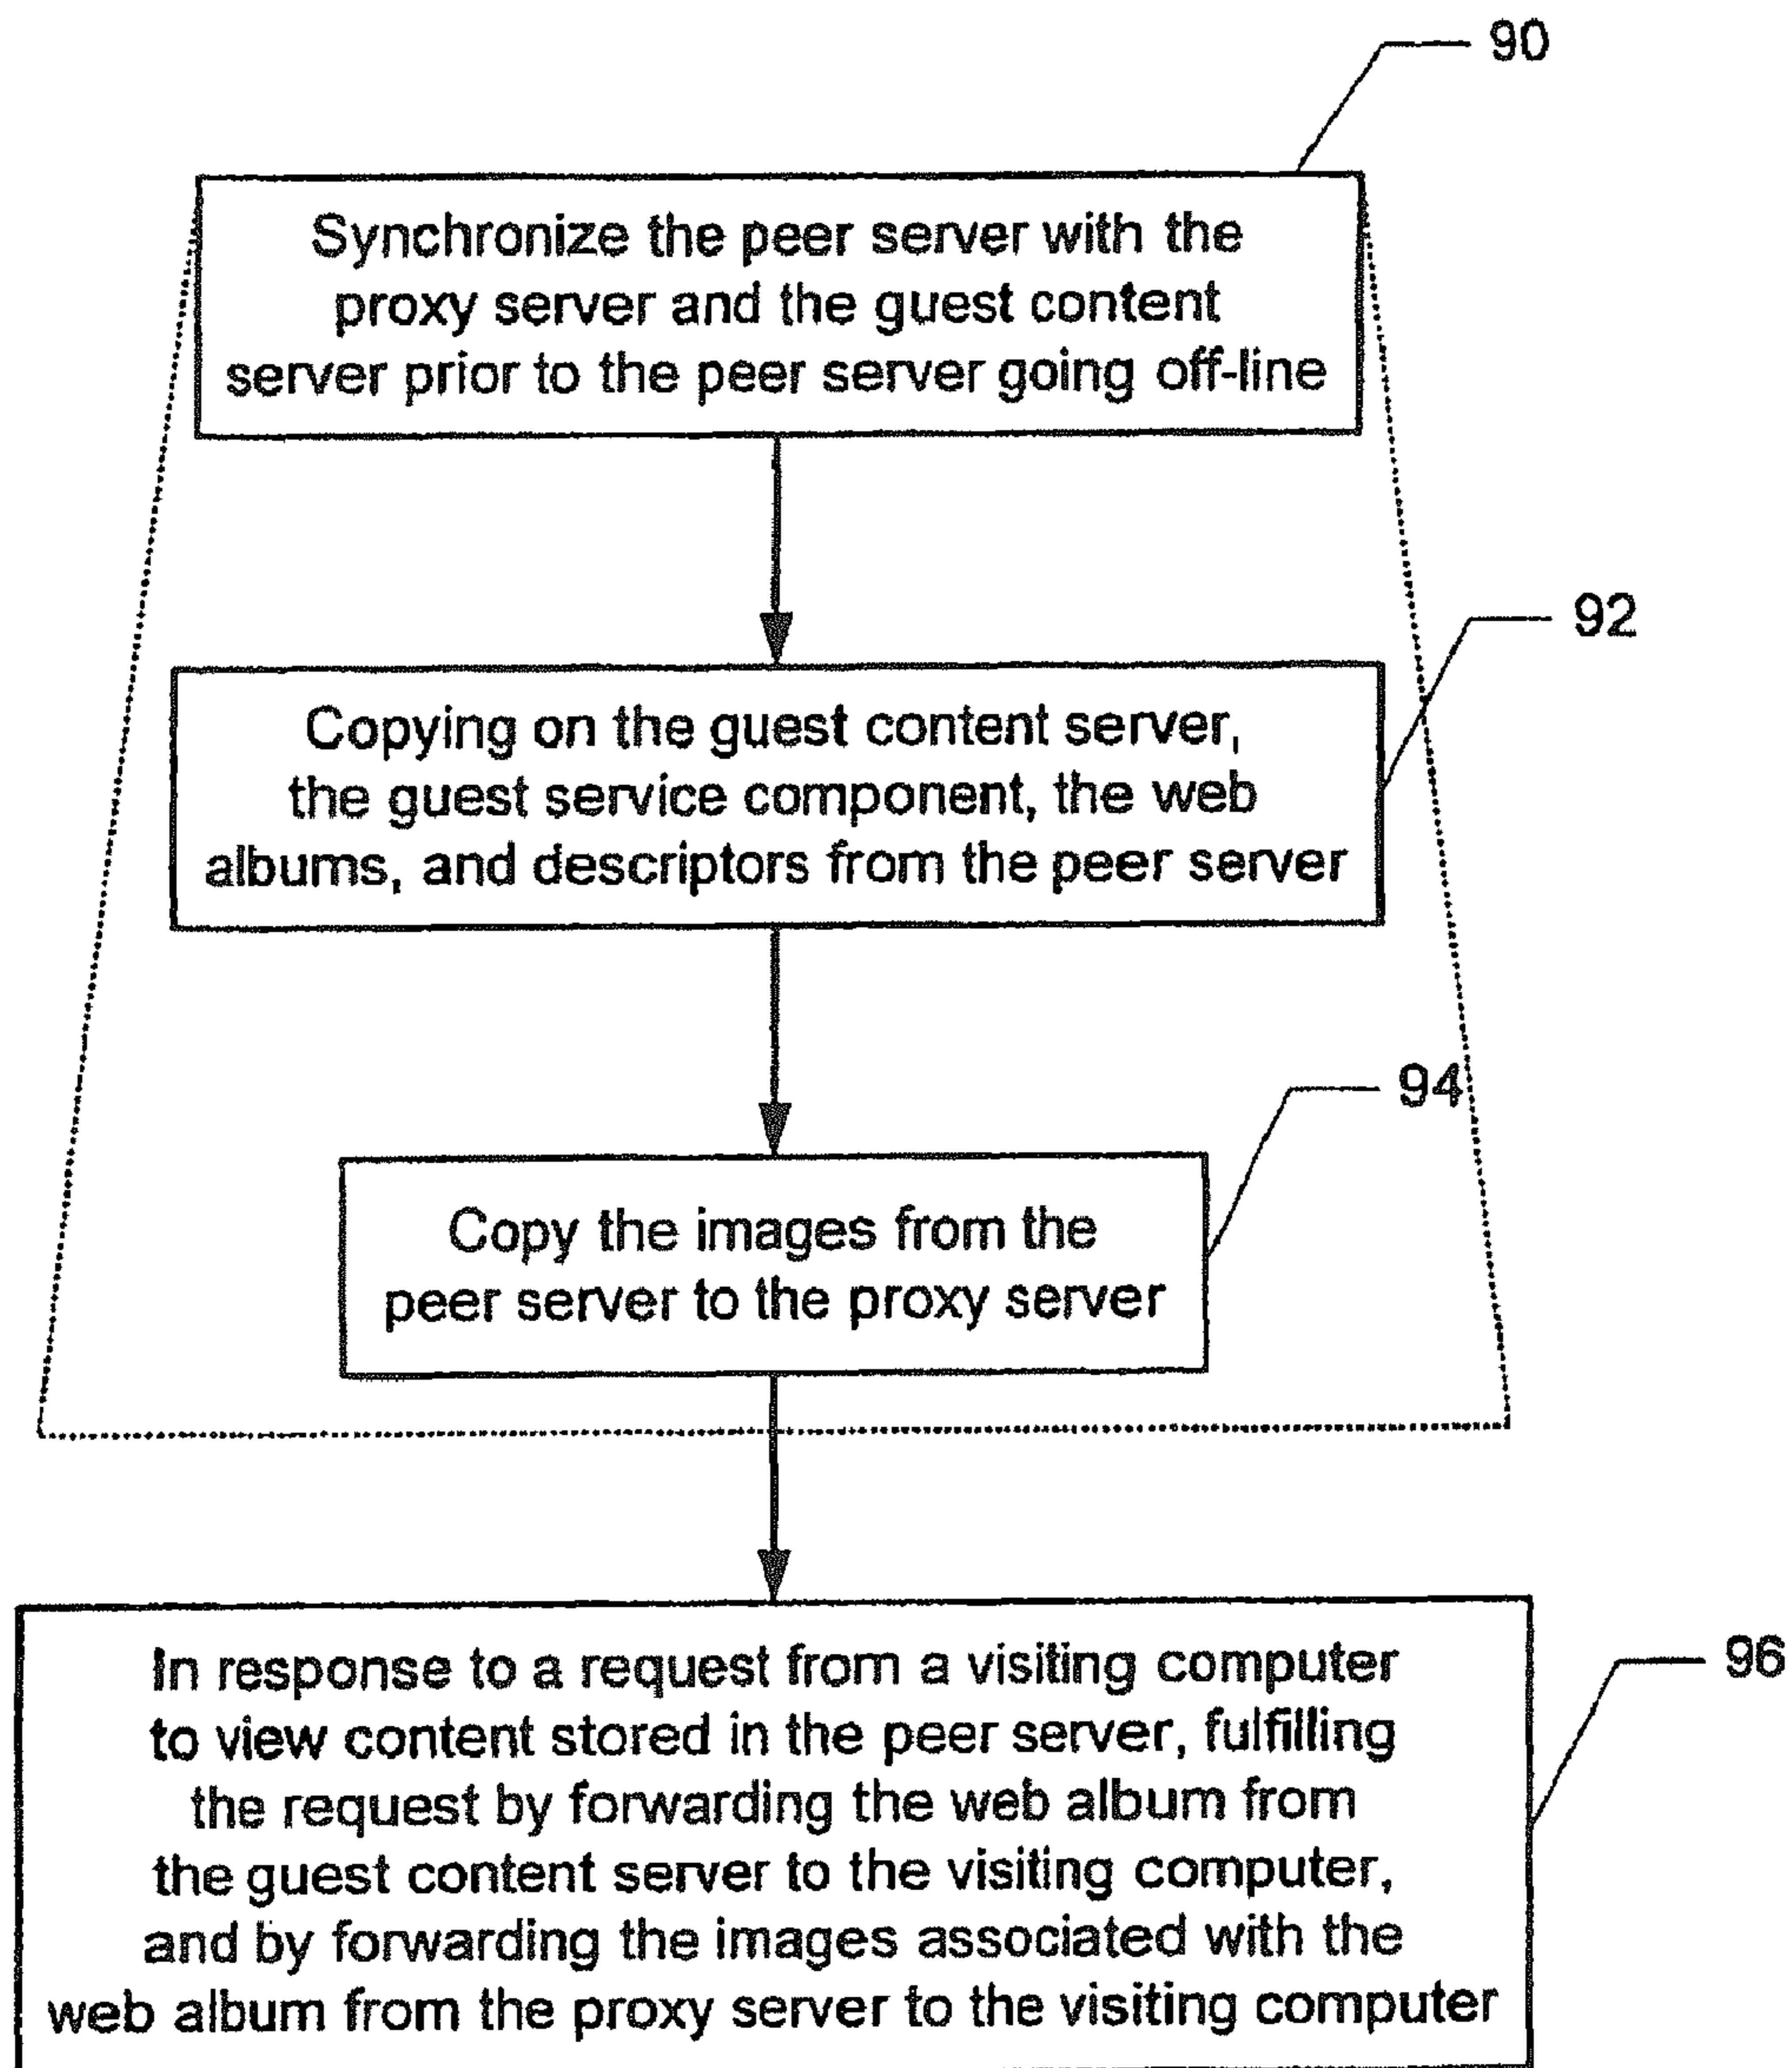 90
Synchronize the peer server with the
proxy server and the guest content
server prior to the peer server going off-line
92
Copying on the guest content server,
the guest service component, the web
albums, and descriptors from the peer server
94
Copy the images from the
peer server to the proxy server
96
In response to a request from a visiting computer
to view content stored in the peer server, fulfilling
the request by forwarding the web album from
the guest content server to the visiting computer,
and by forwarding the images associated with the
web album from the proxy server to the visiting computer